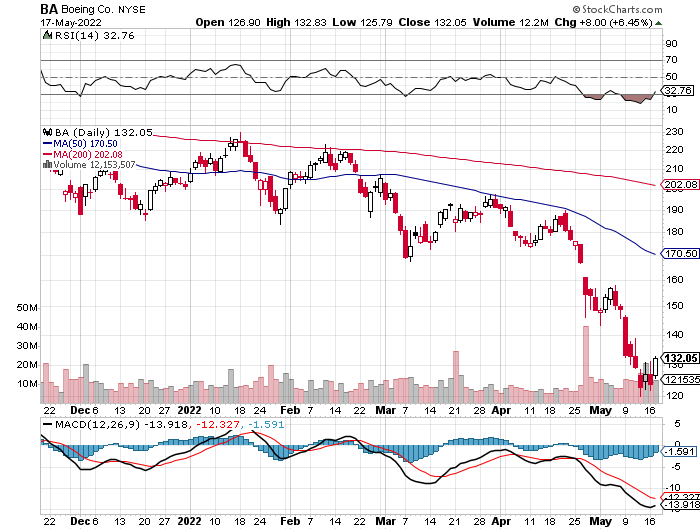 BA Boeing Co. NYSE © StockCharts.com
17-May-2022 Open 126.90 High 132.83 Low 125.79 Close 132.05 Volume 12.2M Chg +8.00 (+6.45%)
RSI(14) 32.76
90
70
50
32.76
10
BA (Daily) 132.05
MA(50) 170.50
MA(200) 202.08
Volume 12,153,507
230
220
210
202.08
190
180
170.50
160
150
140
132.05
130
121535
120
50M
40M
30M
20M
10M
22 Dec 6 13 20 27 2022 10 18 24 Feb 7 14 22 Mar 7 14 21 28 Apr 11 18 25 May 9 16
MACD(12,26,9) -13.918, -12.327, -1.591
5
0
-1.591
-5
-10
-12.327
-13.918
22 Dec 6 13 20 27 2022 10 18 24 Feb 7 14 22 Mar 7 14 21 28 Apr 11 18 25 May 9 16